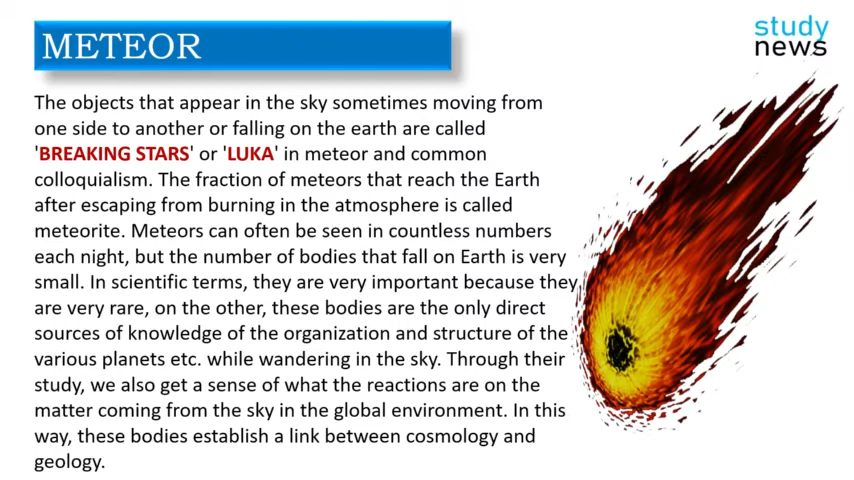 METEOR
study
news
The objects that appear in the sky sometimes moving from
one side to another or falling on the earth are called
'BREAKING STARS' or 'LUKA' in meteor and common
colloquialism. The fraction of meteors that reach the Earth
after escaping from burning in the atmosphere is called
meteorite. Meteors can often be seen in countless numbers
each night, but the number of bodies that fall on Earth is very
small. In scientific terms, they are very important because they
are very rare, on the other, these bodies are the only direct
sources of knowledge of the organization and structure of the
various planets etc. while wandering in the sky. Through their
study, we also get a sense of what the reactions are on the
matter coming from the sky in the global environment. In this
way, these bodies establish a link between cosmology and
geology.